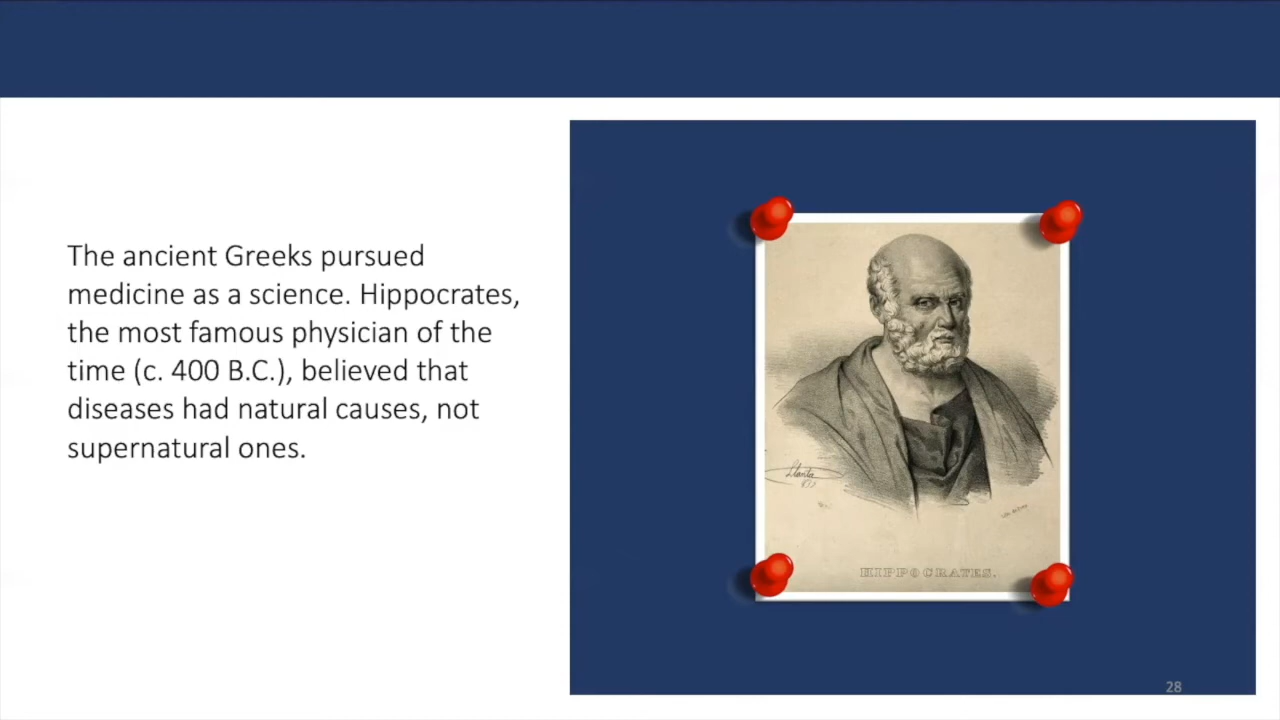 The ancient Greeks pursued
medicine as a science. Hippocrates,
the most famous physician of the
time (c. 400 B.C.), believed that
diseases had natural causes, not
supernatural ones.
HIPPOCRATES.
28